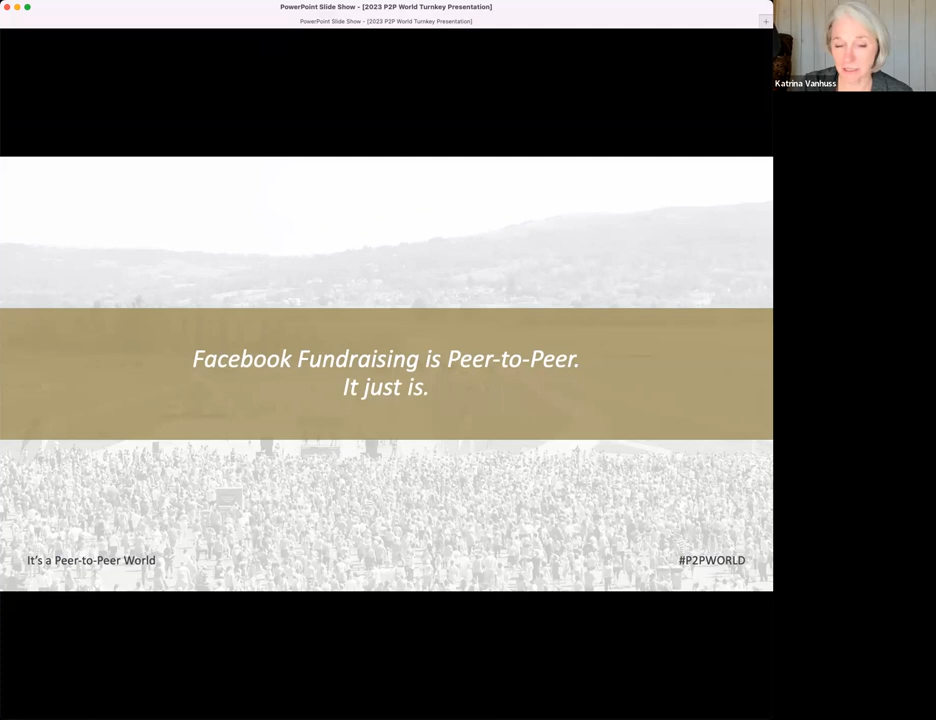 PowerPoint Slide Show - [2023 P2P World Turnkey Presentation]
PowerPoint Slide Show - [2023 P2P World Turnkey Presentation]
Katrina Vanhuss
Facebook Fundraising is Peer-to-Peer.
It just is.
It's a Peer-to-Peer World
#P2PWORLD